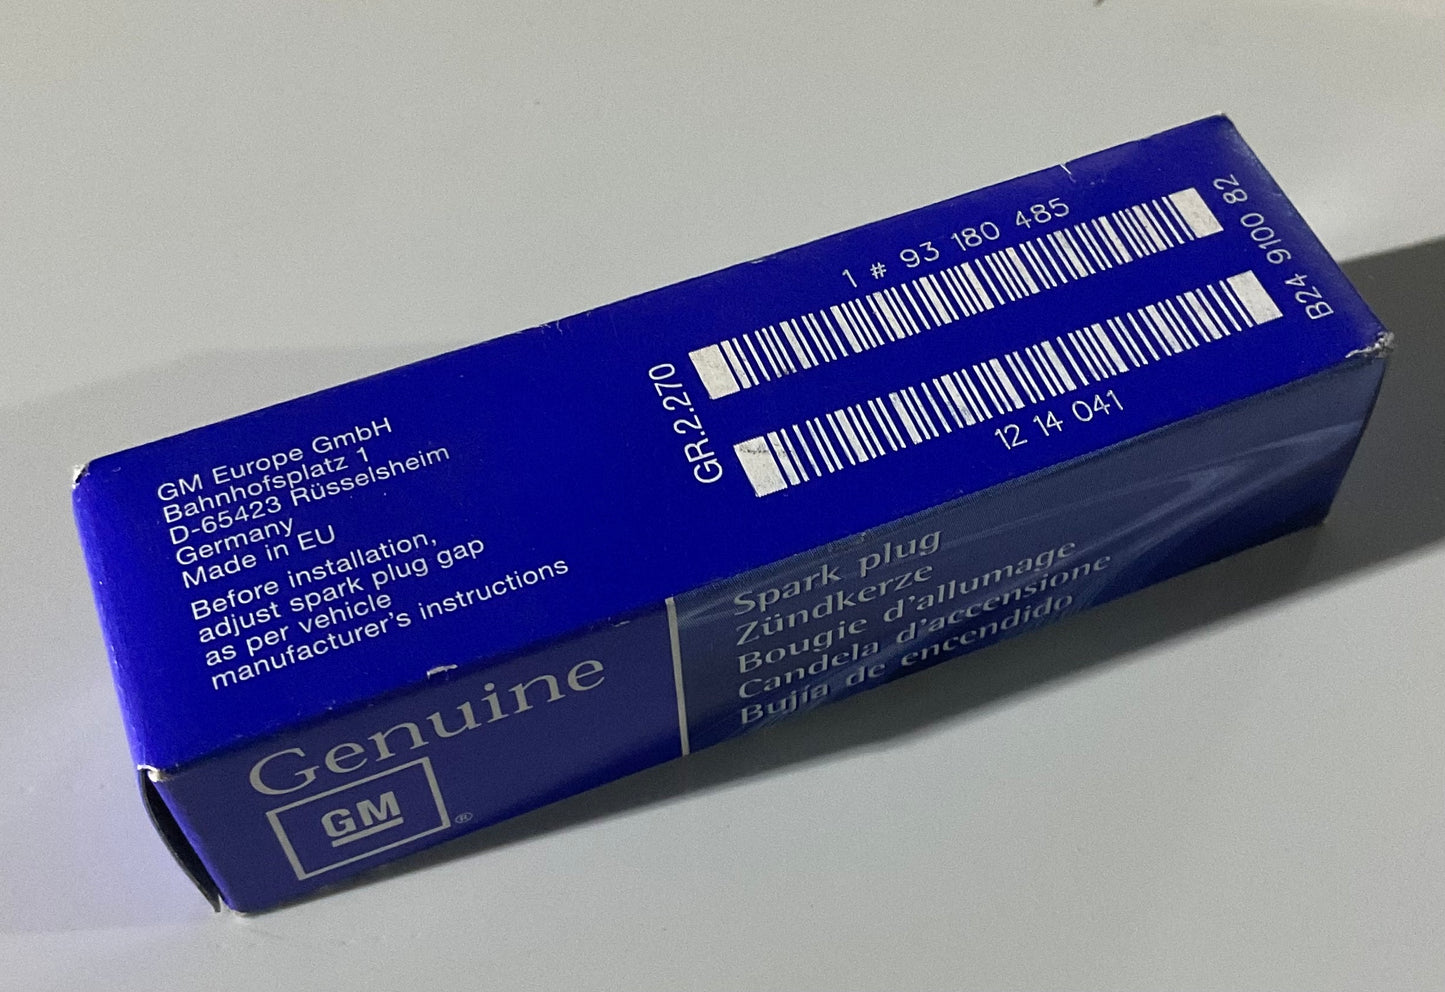 GM Europe GmbH
Bahnhofsplatz 1
D-65423 Rüsselsheim
Germany
Made in EU
Before installation,
adjust spark plug gap
as per vehicle
manufacturer's instructions
GR.2.270
1 # 93 180 485
12 14 041
B24 9100 82
Genuine
GM
®
Spark plug
Zündkerze
Bougie d'allumage
Candela d'accensione
Bujía de encendido